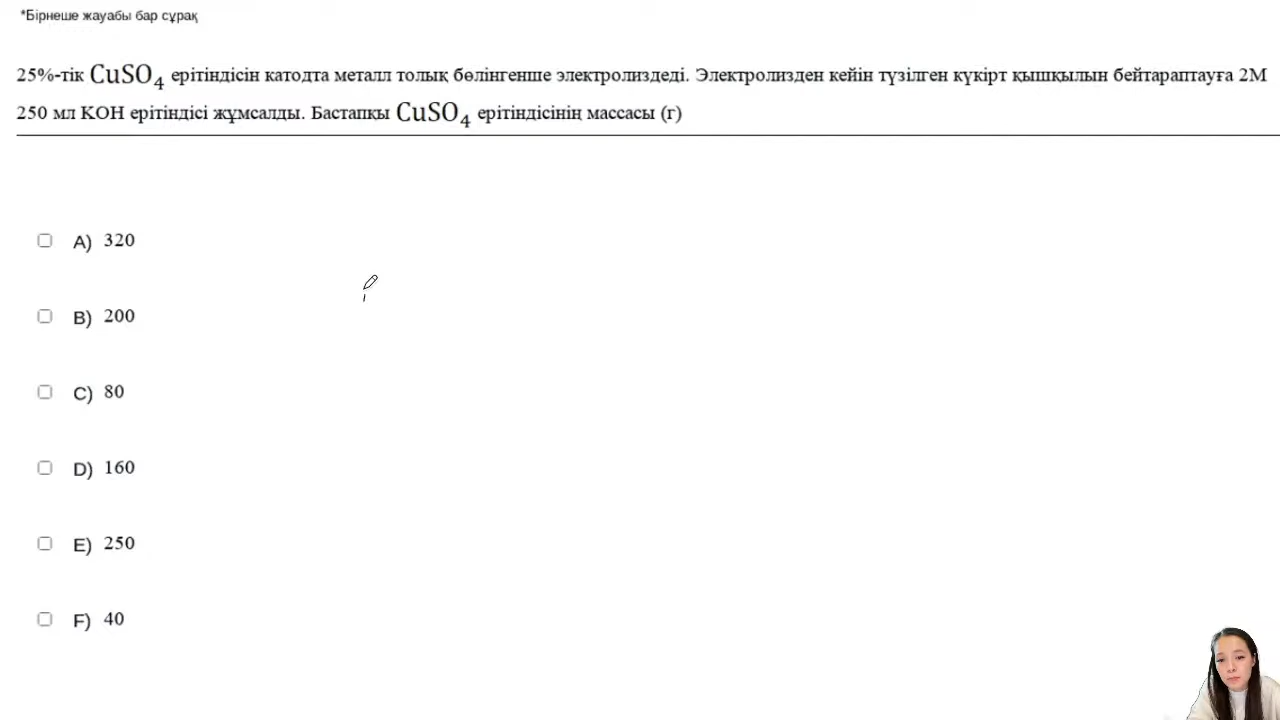 *Бірнеше жауабы бар сұрақ
25%-тік CuSO₄ ерітіндісін катодта металл толық бөлінгенше электролиздеді. Электролизден кейін түзілген күкірт қышқылын бейтараптауға 2М
250 мл КОН ерітіндісі жұмсалды. Бастапқы CuSO₄ ерітіндісінің массасы (г)
A) 320
B) 200
C) 80
D) 160
E) 250
F) 40